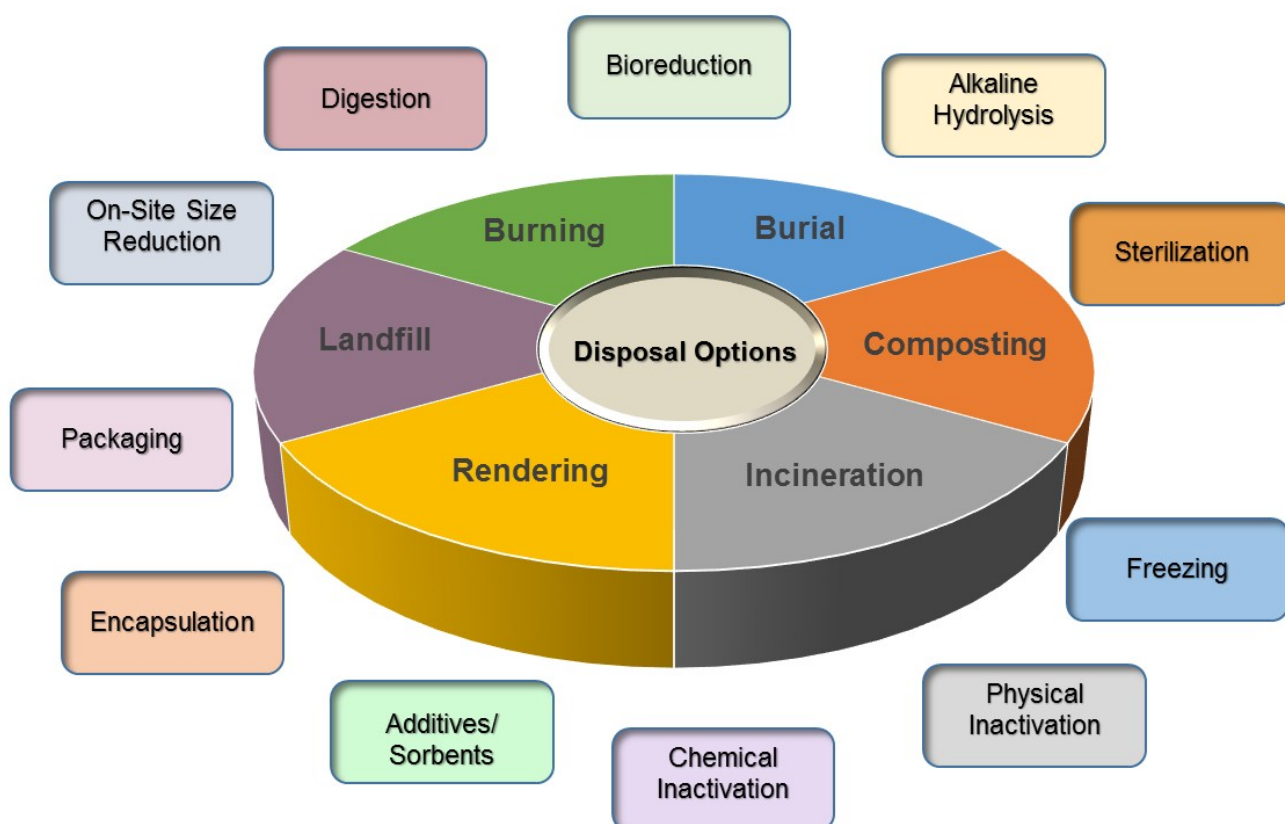 Bioreduction
Digestion
Alkaline
Hydrolysis
On-Site Size
Reduction
Burning
Burial
Sterilization
Landfill
Disposal Options
Composting
Packaging
Rendering
Incineration
Freezing
Encapsulation
Additives/
Sorbents
Chemical
Inactivation
Physical
Inactivation